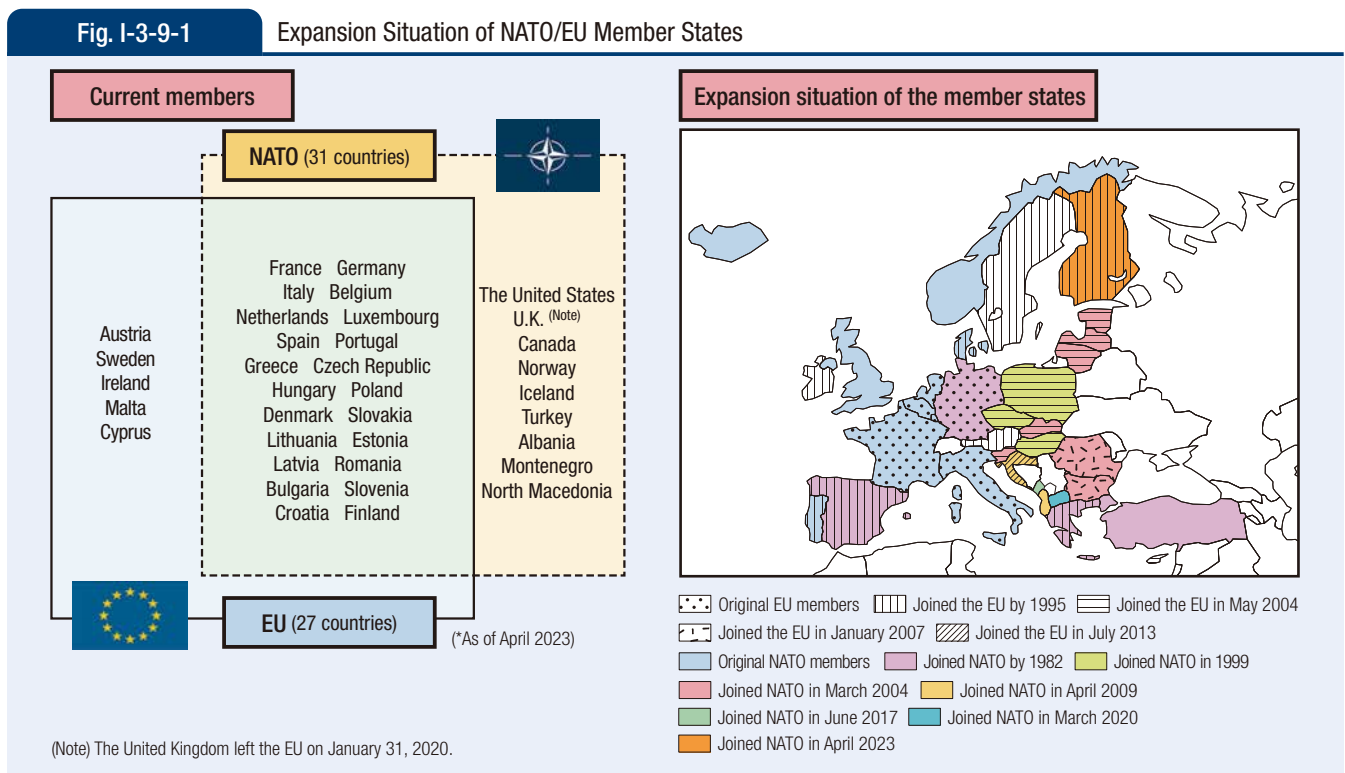 Fig. I-3-9-1
Expansion Situation of NATO/EU Member States
Current members
NATO (31 countries)
Austria
Sweden
Ireland
Malta
Cyprus
France Germany
Italy Belgium
Netherlands Luxembourg
Spain Portugal
Greece Czech Republic
Hungary Poland
Denmark Slovakia
Lithuania Estonia
Latvia Romania
Bulgaria Slovenia
Croatia Finland
The United States
U.K. (Note)
Canada
Norway
Iceland
Turkey
Albania
Montenegro
North Macedonia
EU (27 countries)
(*As of April 2023)
(Note) The United Kingdom left the EU on January 31, 2020.
Expansion situation of the member states
Original EU members Joined the EU by 1995 Joined the EU in May 2004
Joined the EU in January 2007 Joined the EU in July 2013
Original NATO members Joined NATO by 1982 Joined NATO in 1999
Joined NATO in March 2004 Joined NATO in April 2009
Joined NATO in June 2017 Joined NATO in March 2020
Joined NATO in April 2023